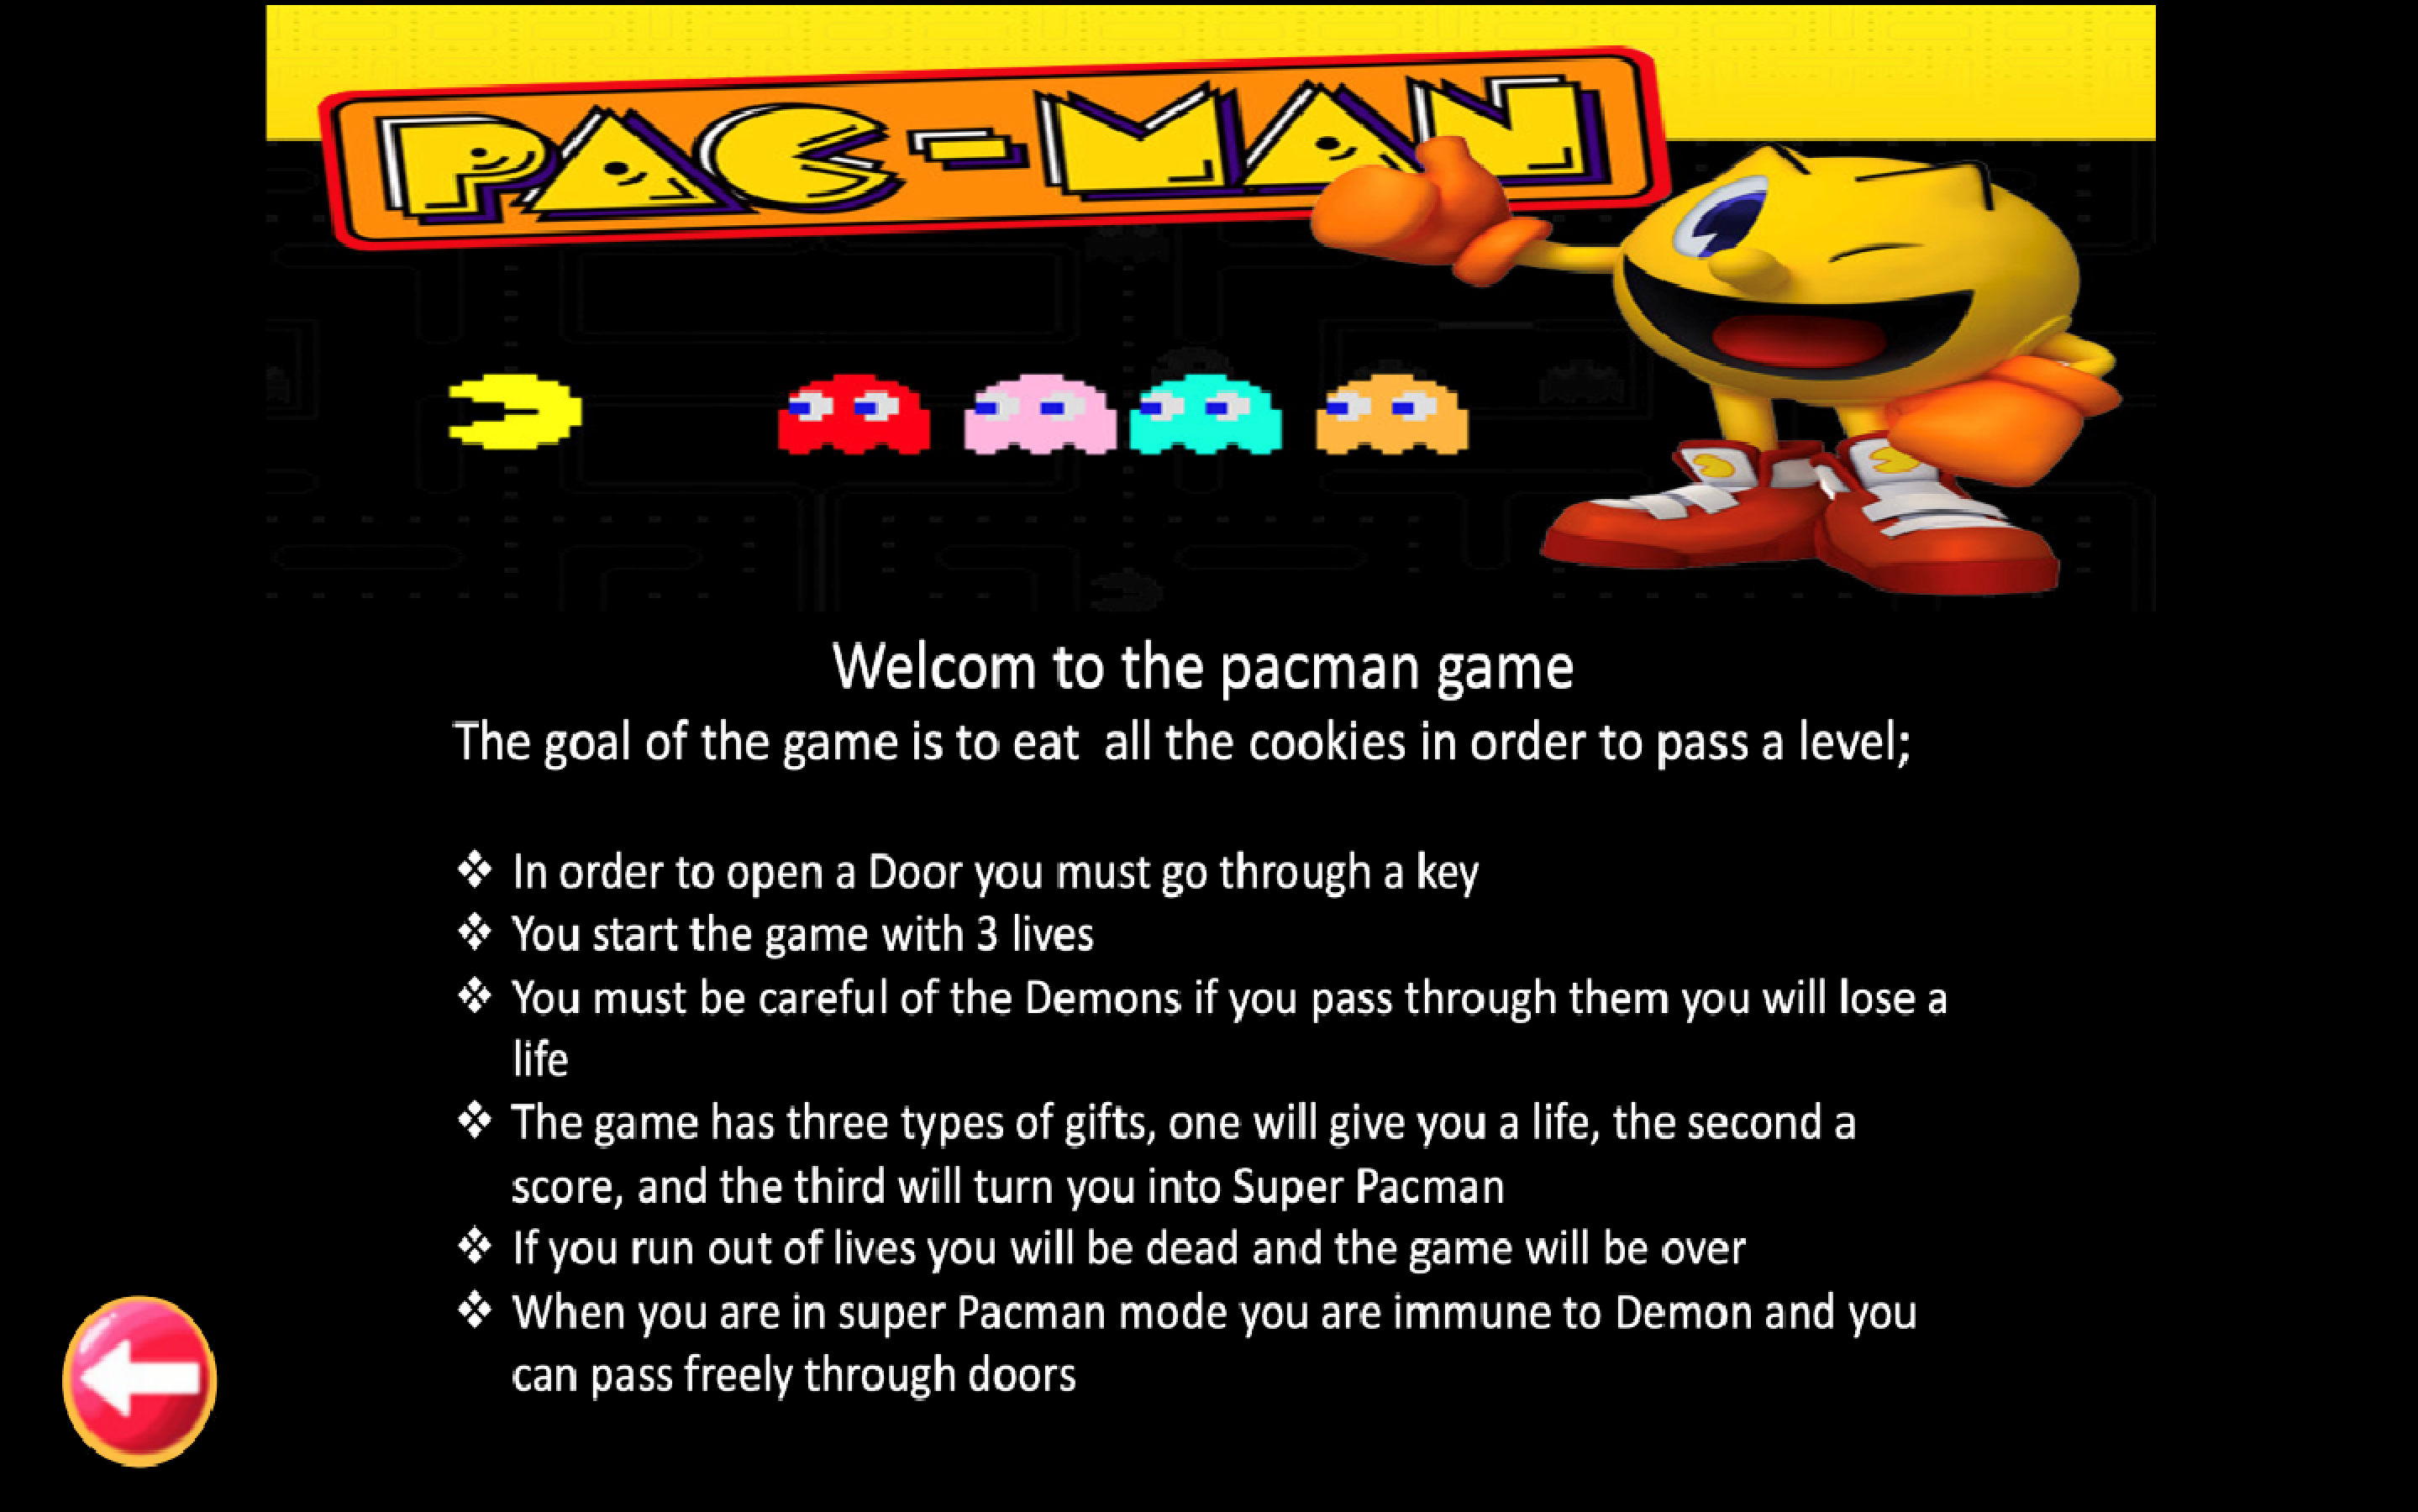 PAC-MAN
Welcom to the pacman game
The goal of the game is to eat  all the cookies in order to pass a level;
❖ In order to open a Door you must go through a key
❖ You start the game with 3 lives
❖ You must be careful of the Demons if you pass through them you will lose a
life
❖ The game has three types of gifts, one will give you a life, the second a
score, and the third will turn you into Super Pacman
❖ If you run out of lives you will be dead and the game will be over
❖ When you are in super Pacman mode you are immune to Demon and you
can pass freely through doors